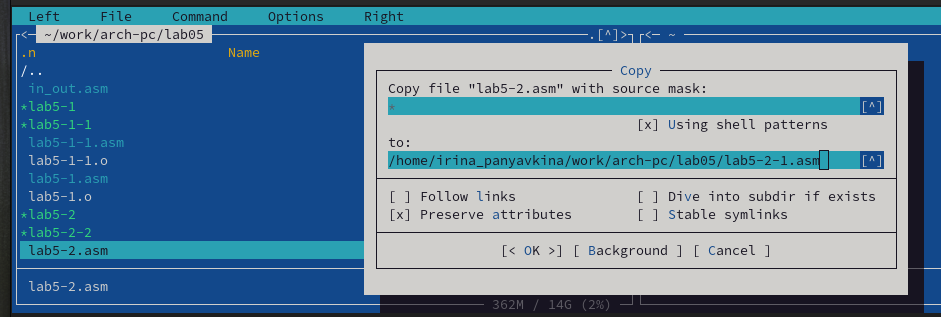 Left File Command Options Right
<─ ~/work/arch-pc/lab05 .[^]> <─ ~
.n Name
/..
in_out.asm
*lab5-1
*lab5-1-1
lab5-1-1.asm
lab5-1-1.o
lab5-1.asm
lab5-1.o
*lab5-2
*lab5-2-2
lab5-2.asm
lab5-2.asm
362M / 14G (2%)
Copy
Copy file "lab5-2.asm" with source mask:
* [^]
[x] Using shell patterns
to:
/home/irina_panyavkina/work/arch-pc/lab05/lab5-2-1.asm [^]
[ ] Follow links [ ] Dive into subdir if exists
[x] Preserve attributes [ ] Stable symlinks
[< OK >] [ Background ] [ Cancel ]